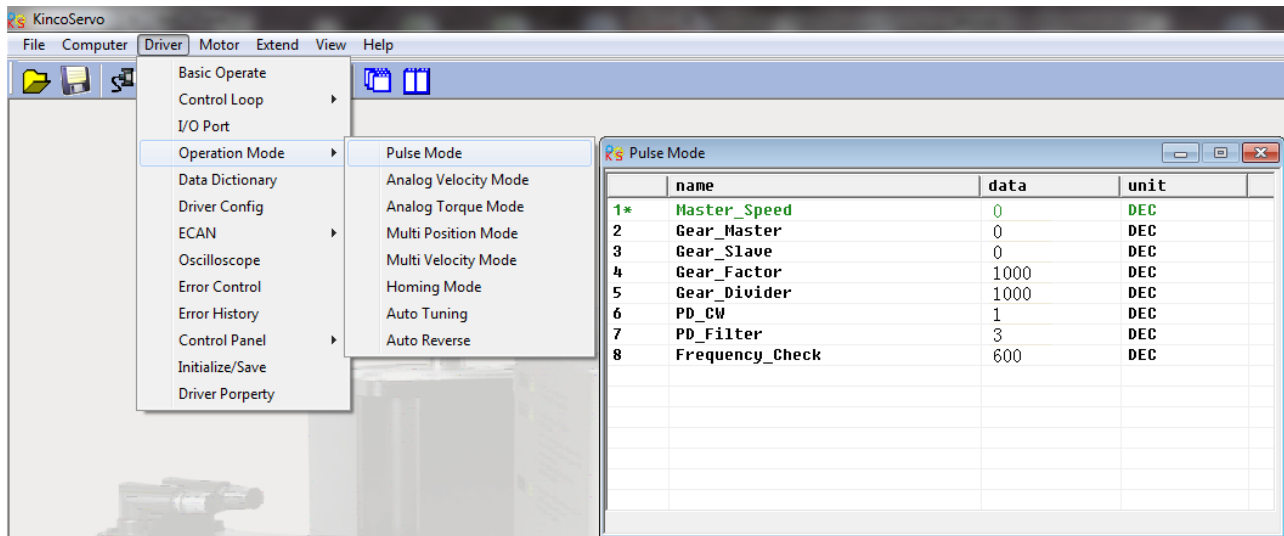 KincoServo
File Computer Driver Motor Extend View Help
Basic Operate
Control Loop
I/O Port
Operation Mode
Data Dictionary
Driver Config
ECAN
Oscilloscope
Error Control
Error History
Control Panel
Initialize/Save
Driver Porperty
Pulse Mode
Analog Velocity Mode
Analog Torque Mode
Multi Position Mode
Multi Velocity Mode
Homing Mode
Auto Tuning
Auto Reverse
Pulse Mode
name data unit
1* Master_Speed 0 DEC
2 Gear_Master 0 DEC
3 Gear_Slave 0 DEC
4 Gear_Factor 1000 DEC
5 Gear_Divider 1000 DEC
6 PD_CW 1 DEC
7 PD_Filter 3 DEC
8 Frequency_Check 600 DEC